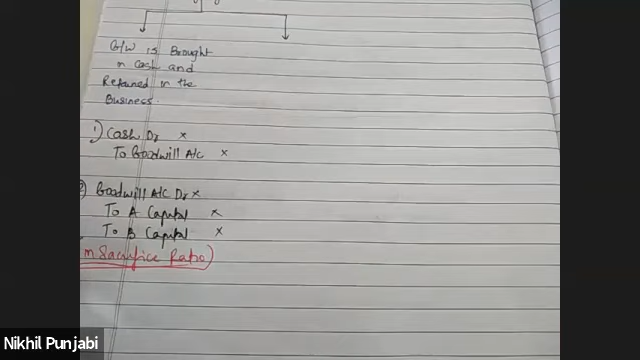 G/W is Brought
in Cash and
Retained in the
Business.
1) Cash Dr x
To Goodwill A/c x
2) Goodwill A/c Dr x
To A Capital x
To B Capital x
In Sacrifice Ratio)
Nikhil Punjabi